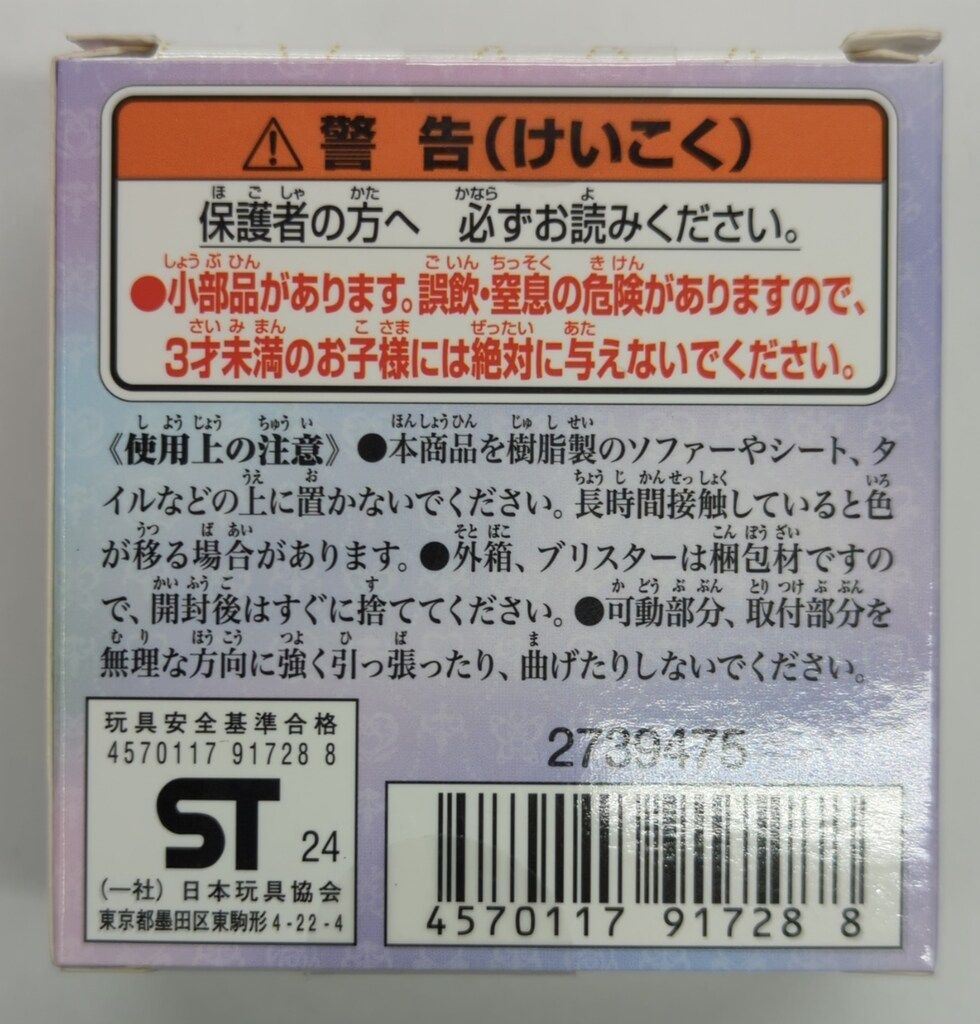 ⚠警 告(けいこく)
保護者の方へ 必ずお読みください。
●小部品があります。誤飲・窒息の危険がありますので、
3才未満のお子様には絶対に与えないでください。
《使用上の注意》●本商品を樹脂製のソファーやシート、タ
イルなどの上に置かないでください。長時間接触していると色
が移る場合があります。●外箱、ブリスターは梱包材ですの
で、開封後はすぐに捨ててください。●可動部分、取付部分を
無理な方向に強く引っ張ったり、曲げたりしないでください。
玩具安全基準合格
4570117 91728 8
ST 24
(一社)日本玩具協会
東京都墨田区東駒形4-22-4
2739475
4570117 91728 8